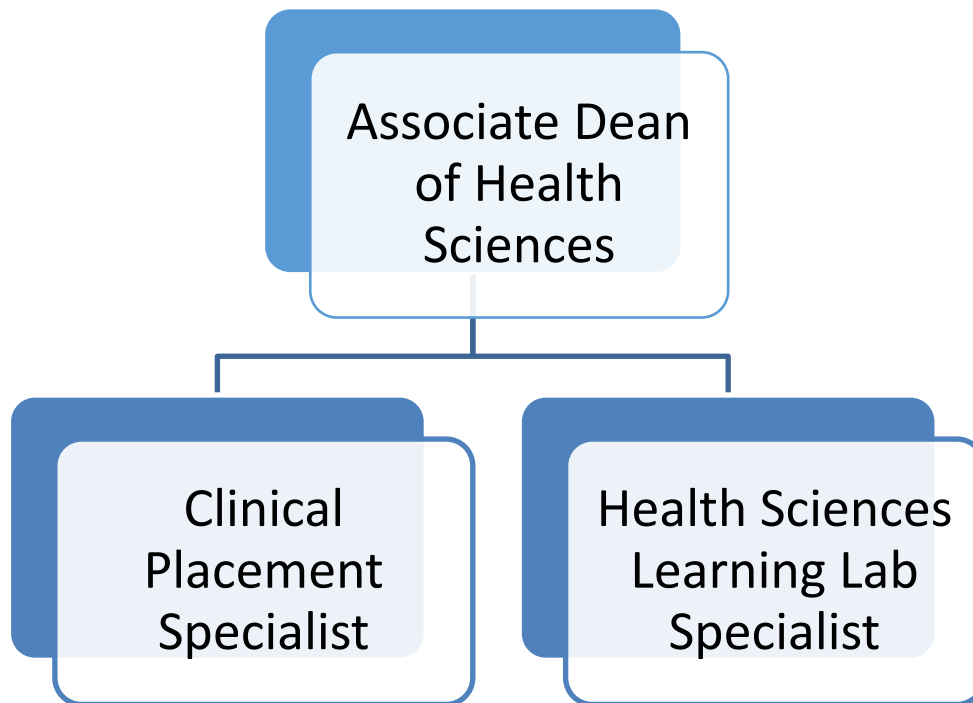 Associate Dean
of Health
Sciences
Clinical
Placement
Specialist
Health Sciences
Learning Lab
Specialist